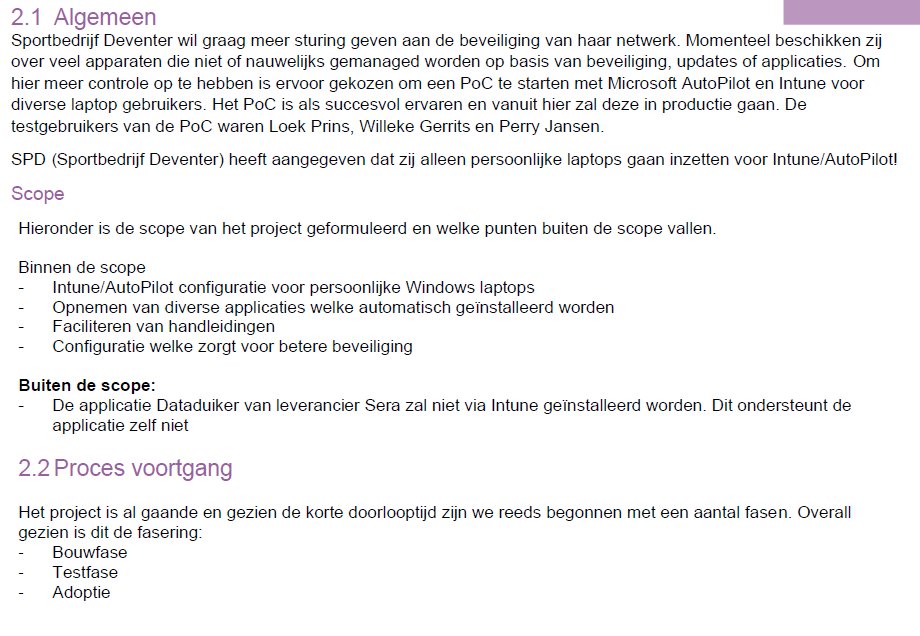 2.1 Algemeen
Sportbedrijf Deventer wil graag meer sturing geven aan de beveiliging van haar netwerk. Momenteel beschikken zij
over veel apparaten die niet of nauwelijks gemanaged worden op basis van beveiliging, updates of applicaties. Om
hier meer controle op te hebben is ervoor gekozen om een PoC te starten met Microsoft AutoPilot en Intune voor
diverse laptop gebruikers. Het PoC is als succesvol ervaren en vanuit hier zal deze in productie gaan. De
testgebruikers van de PoC waren Loek Prins, Willeke Gerrits en Perry Jansen.
SPD (Sportbedrijf Deventer) heeft aangegeven dat zij alleen persoonlijke laptops gaan inzetten voor Intune/AutoPilot!
Scope
Hieronder is de scope van het project geformuleerd en welke punten buiten de scope vallen.
Binnen de scope
- Intune/AutoPilot configuratie voor persoonlijke Windows laptops
- Opnemen van diverse applicaties welke automatisch geïnstalleerd worden
- Faciliteren van handleidingen
- Configuratie welke zorgt voor betere beveiliging
Buiten de scope:
- De applicatie Dataduiker van leverancier Sera zal niet via Intune geïnstalleerd worden. Dit ondersteunt de
applicatie zelf niet
2.2 Proces voortgang
Het project is al gaande en gezien de korte doorlooptijd zijn we reeds begonnen met een aantal fasen. Overall
gezien is dit de fasering:
- Bouwfase
- Testfase
- Adoptie